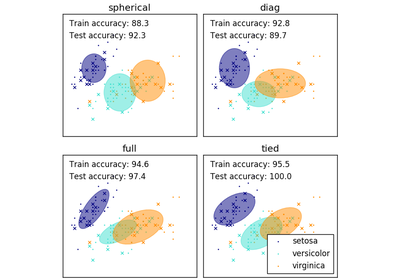 spherical
Train accuracy: 88.3
Test accuracy: 92.3
diag
Train accuracy: 92.8
Test accuracy: 89.7
full
Train accuracy: 94.6
Test accuracy: 97.4
tied
Train accuracy: 95.5
Test accuracy: 100.0
setosa
versicolor
virginica